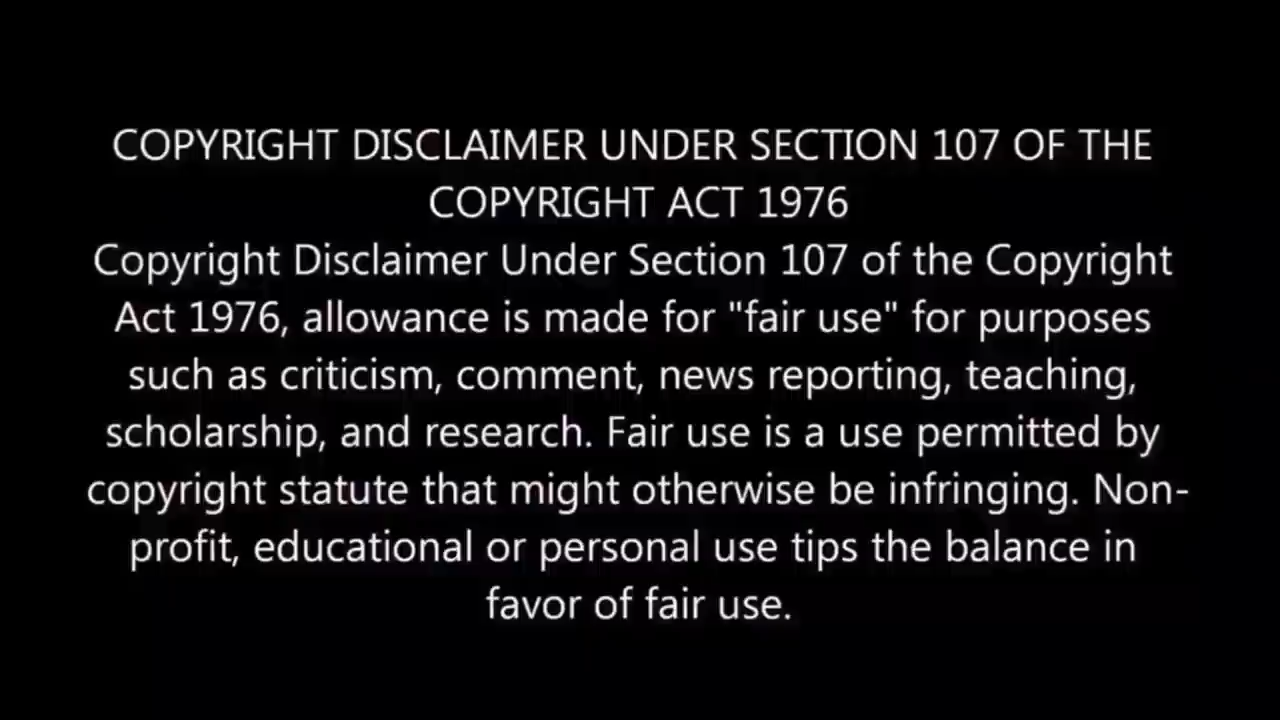 COPYRIGHT DISCLAIMER UNDER SECTION 107 OF THE
COPYRIGHT ACT 1976
Copyright Disclaimer Under Section 107 of the Copyright
Act 1976, allowance is made for "fair use" for purposes
such as criticism, comment, news reporting, teaching,
scholarship, and research. Fair use is a use permitted by
copyright statute that might otherwise be infringing. Non-
profit, educational or personal use tips the balance in
favor of fair use.